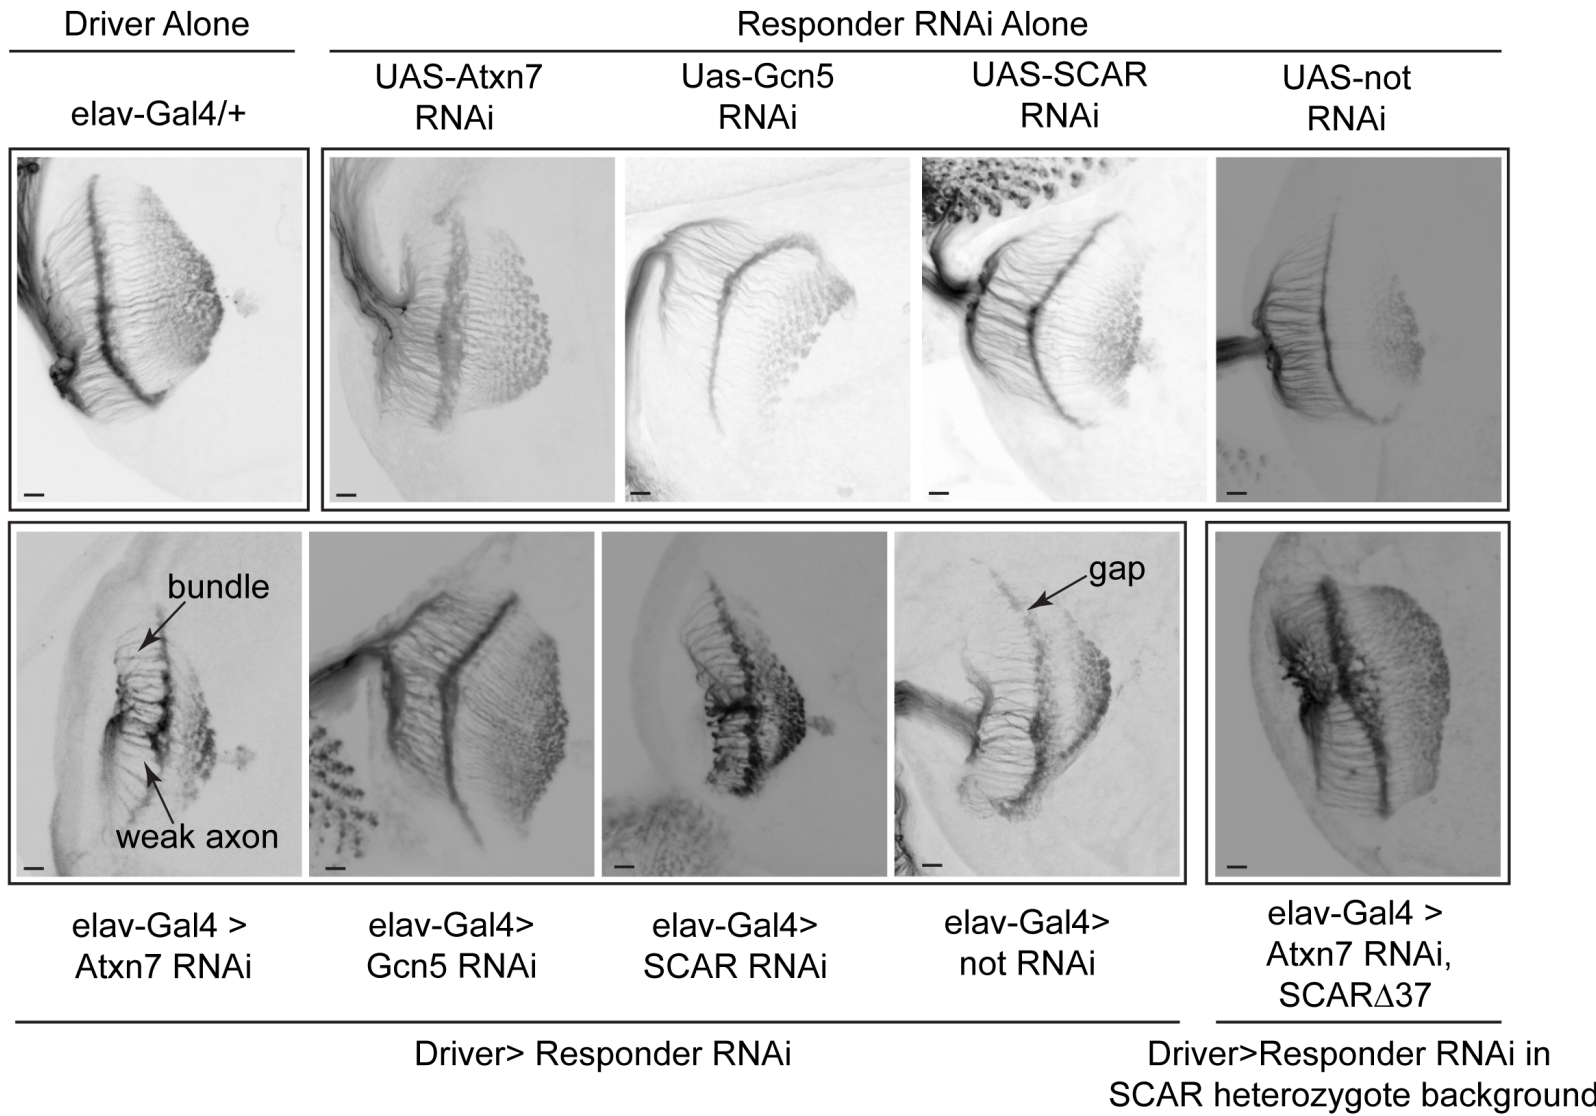 Driver Alone
Responder RNAi Alone
elav-Gal4/+
UAS-Atxn7
RNAi
Uas-Gcn5
RNAi
UAS-SCAR
RNAi
UAS-not
RNAi
bundle
weak axon
gap
elav-Gal4 >
Atxn7 RNAi
elav-Gal4>
Gcn5 RNAi
elav-Gal4>
SCAR RNAi
elav-Gal4>
not RNAi
elav-Gal4 >
Atxn7 RNAi,
SCAR∆37
Driver> Responder RNAi
Driver>Responder RNAi in
SCAR heterozygote background